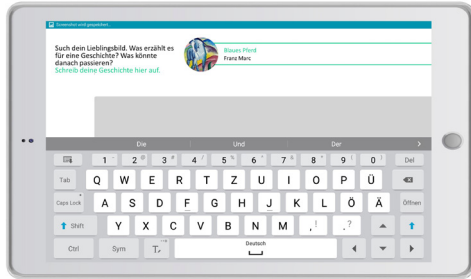 Screenshot wird gespeichert...
Such dein Lieblingsbild. Was erzählt es
für eine Geschichte? Was könnte
danach passieren?
Schreib deine Geschichte hier auf.
Blaues Pferd
Franz Marc
Die Und Der >
1 2 @ 3 # 4 / 5 % 6 ^ 7 & 8 * 9 ( 0 ) Del
Tab Q W E R T Z U I O P Ü
Caps Lock A S D F G H J K L Ö Ä Öffnen
Shift Y X C V B N M , ! . ?
Ctrl Sym T Deutsch